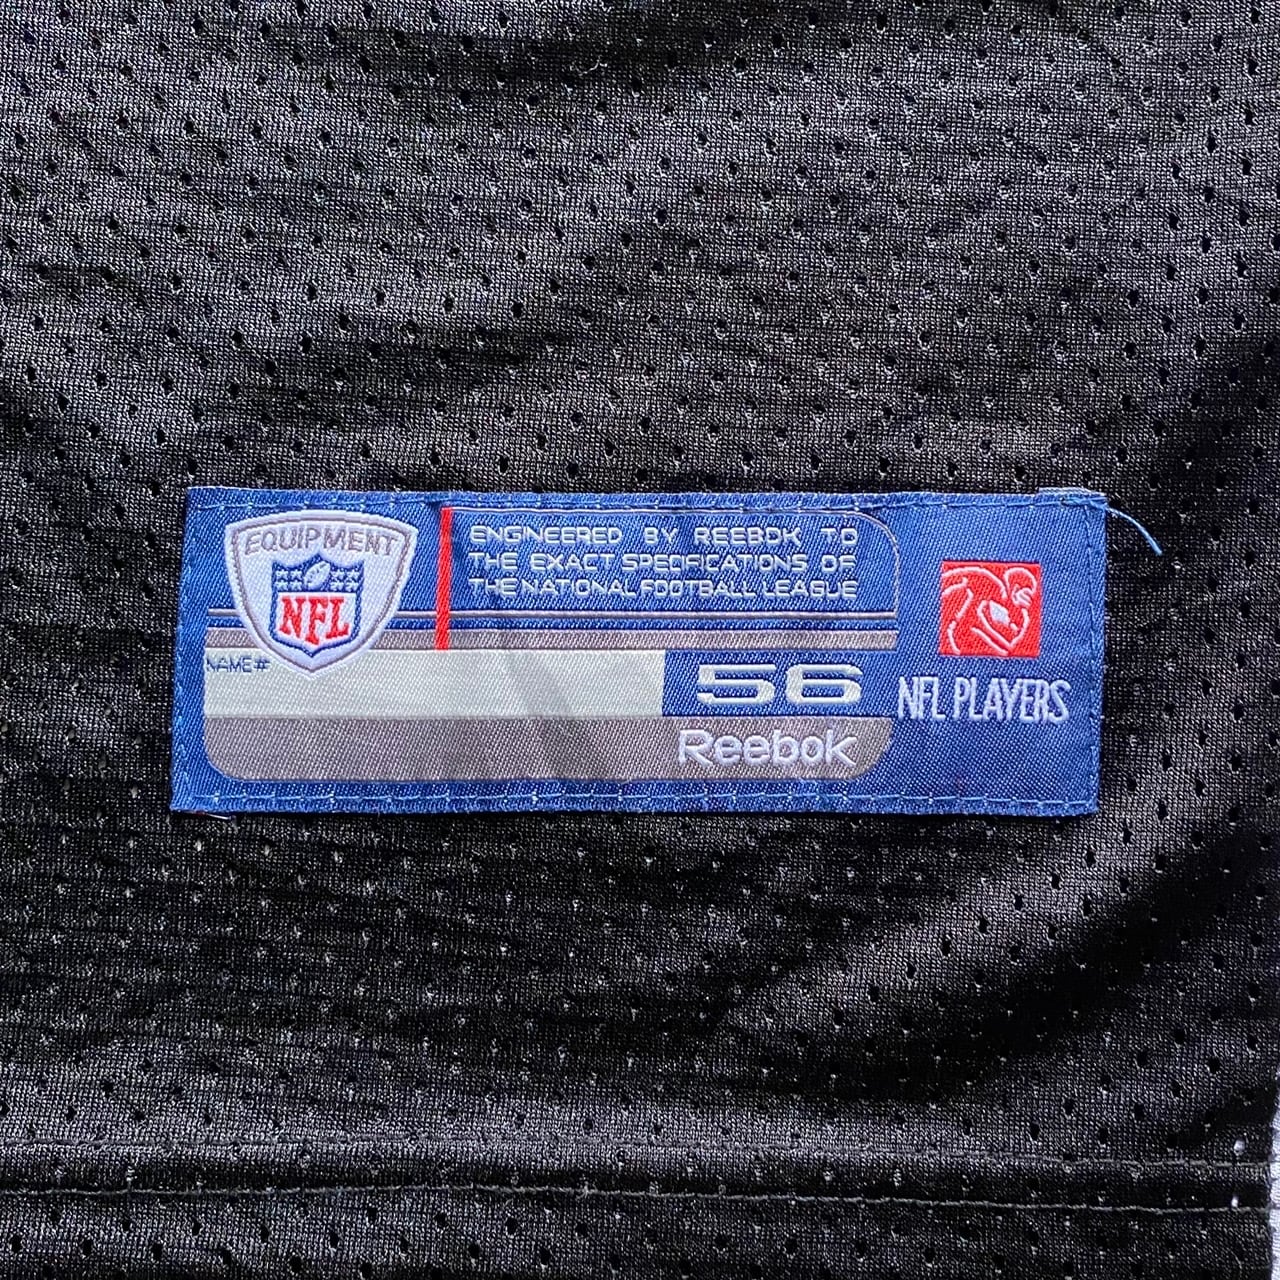 EQUIPMENT
NFL
ENGINEERED BY REEBOK TO
THE EXACT SPECIFICATIONS OF
THE NATIONAL FOOTBALL LEAGUE
NAME#
56
Reebok
NFL PLAYERS